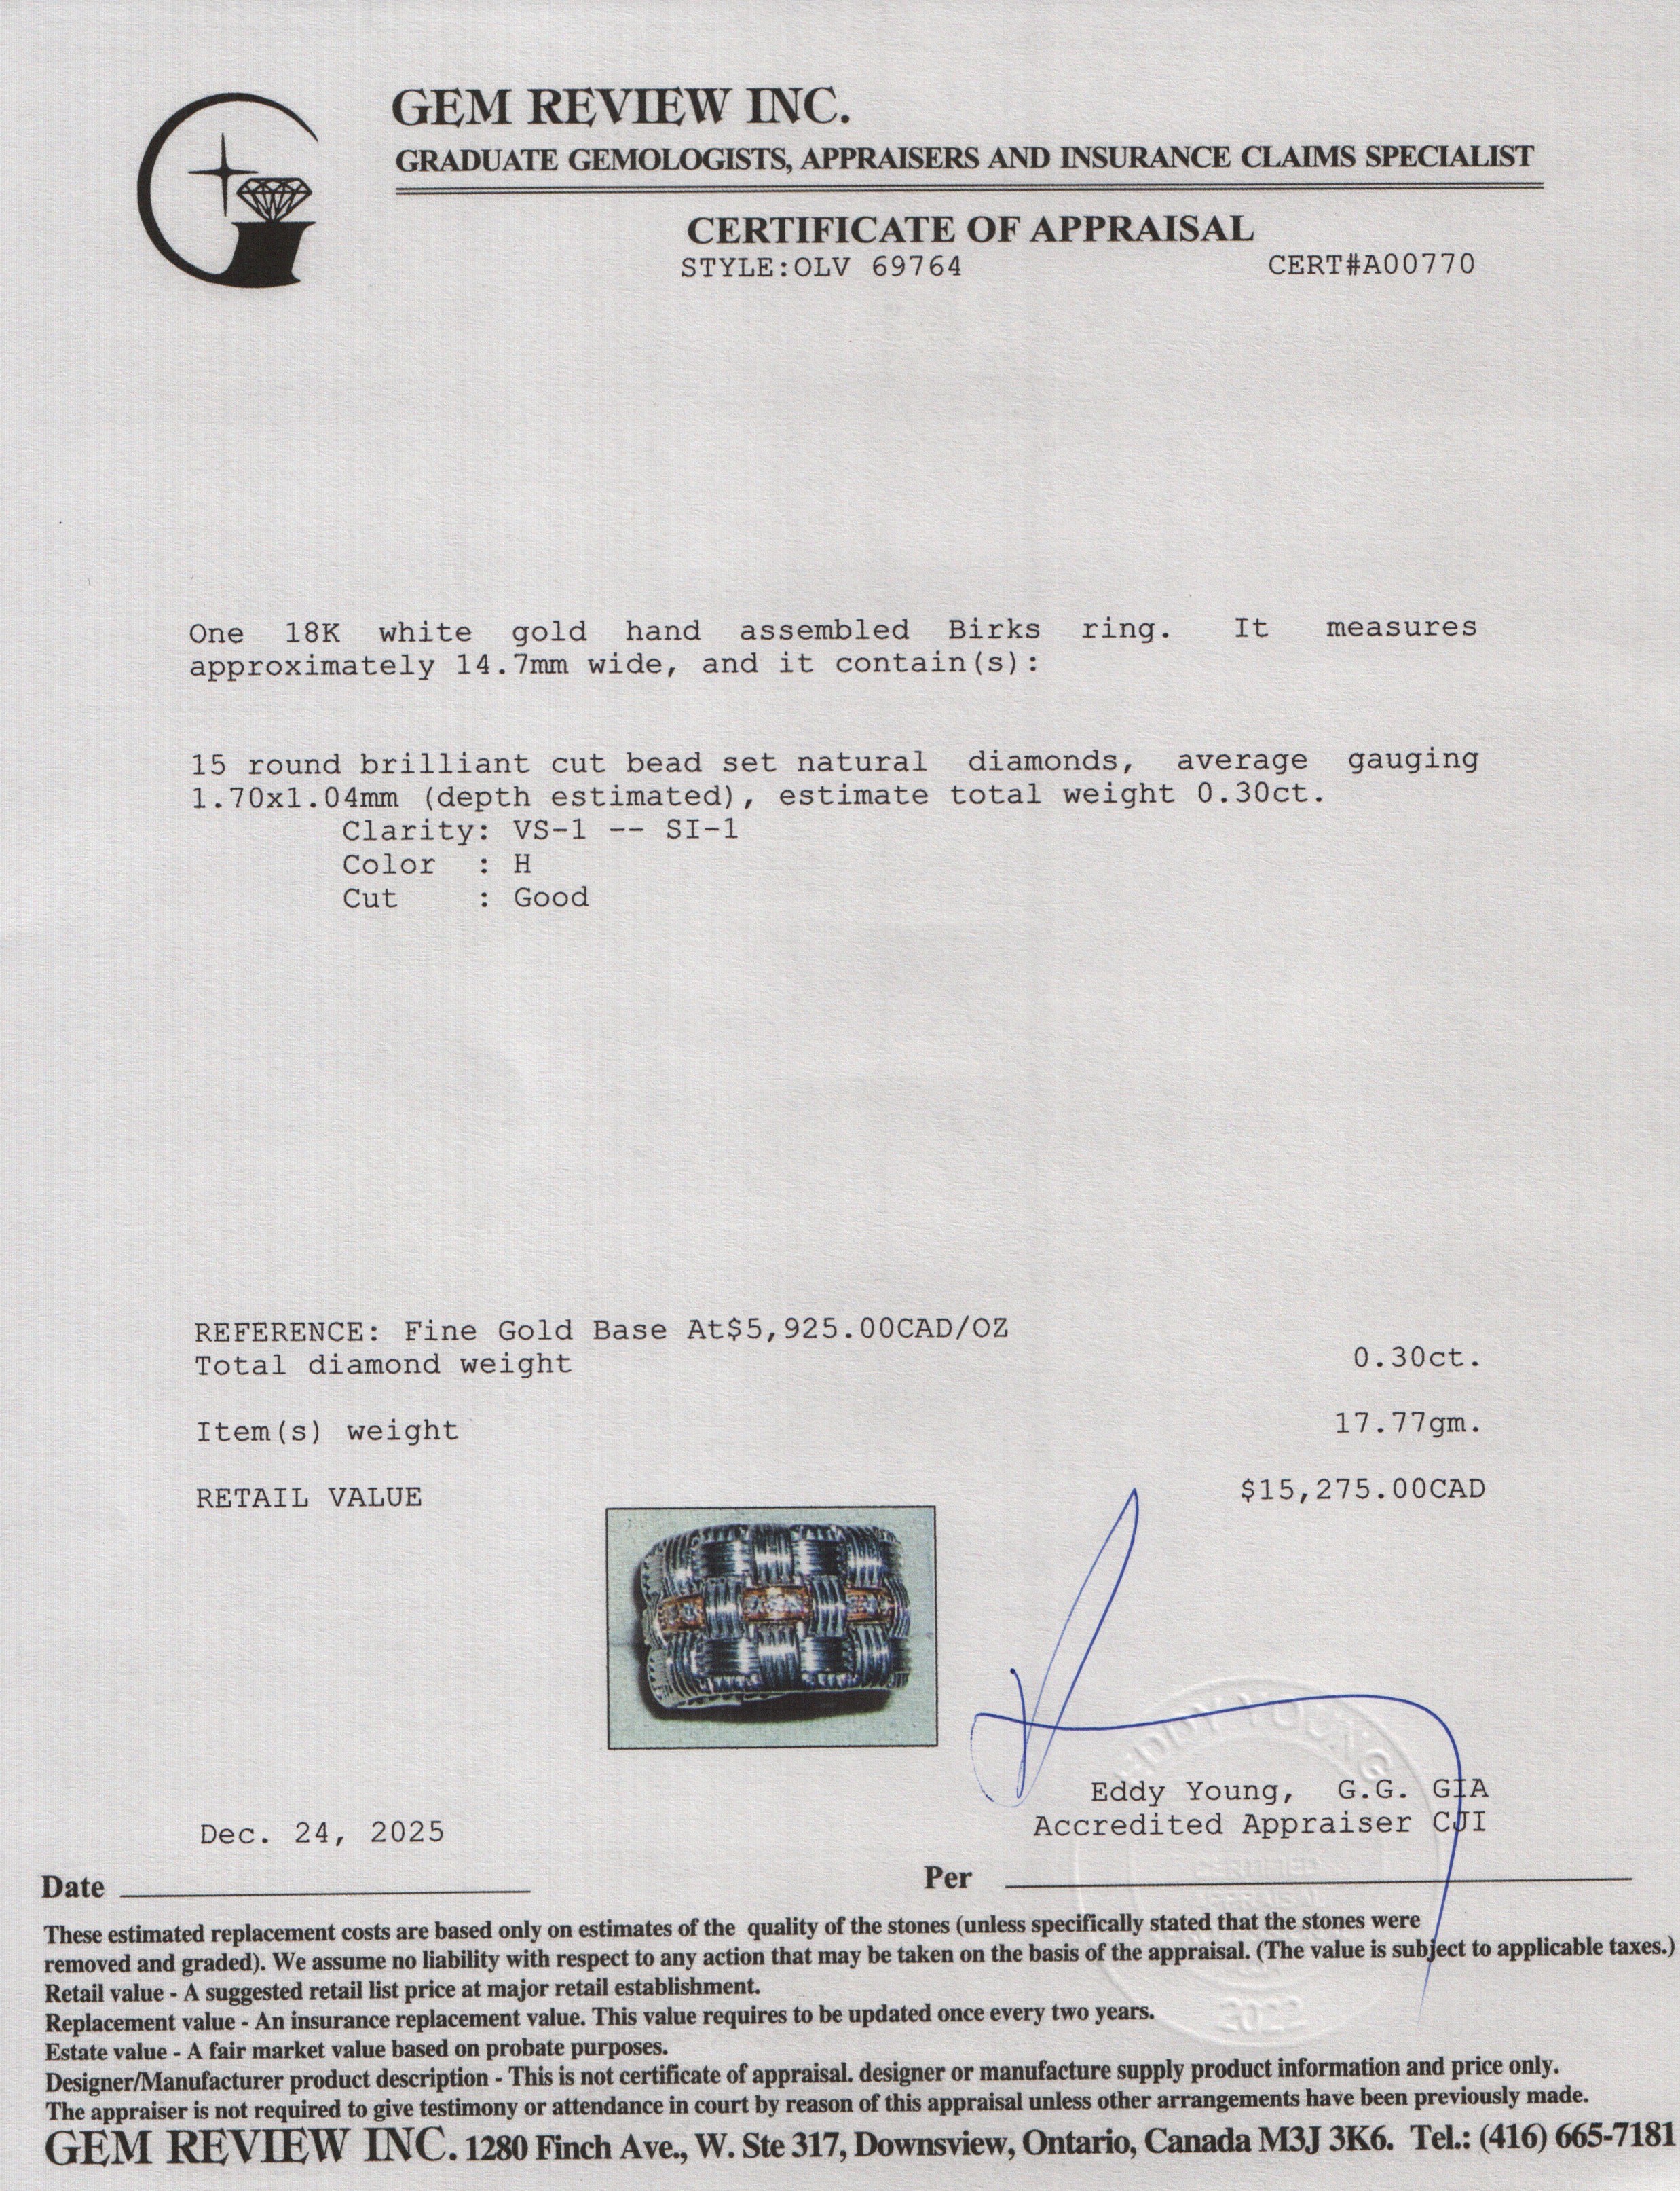 GEM REVIEW INC.
GRADUATE GEMOLOGISTS, APPRAISERS AND INSURANCE CLAIMS SPECIALIST
CERTIFICATE OF APPRAISAL
STYLE:OLV 69764 CERT#A00770
One 18K white gold hand assembled Birks ring. It measures
approximately 14.7mm wide, and it contain(s):
15 round brilliant cut bead set natural diamonds, average gauging
1.70x1.04mm (depth estimated), estimate total weight 0.30ct.
Clarity: VS-1 -- SI-1
Color : H
Cut : Good
REFERENCE: Fine Gold Base At$5,925.00CAD/OZ
Total diamond weight 0.30ct.
Item(s) weight 17.77gm.
RETAIL VALUE $15,275.00CAD
EDDY YOUNG
Eddy Young, G.G. GIA
Accredited Appraiser CJI
Dec. 24, 2025
Date Per
CERTIFIED
APPRAISAL
2022
These estimated replacement costs are based only on estimates of the quality of the stones (unless specifically stated that the stones were
removed and graded). We assume no liability with respect to any action that may be taken on the basis of the appraisal. (The value is subject to applicable taxes.)
Retail value - A suggested retail list price at major retail establishment.
Replacement value - An insurance replacement value. This value requires to be updated once every two years.
Estate value - A fair market value based on probate purposes.
Designer/Manufacturer product description - This is not certificate of appraisal. designer or manufacture supply product information and price only.
The appraiser is not required to give testimony or attendance in court by reason of this appraisal unless other arrangements have been previously made.
GEM REVIEW INC. 1280 Finch Ave., W. Ste 317, Downsview, Ontario, Canada M3J 3K6. Tel.: (416) 665-7181